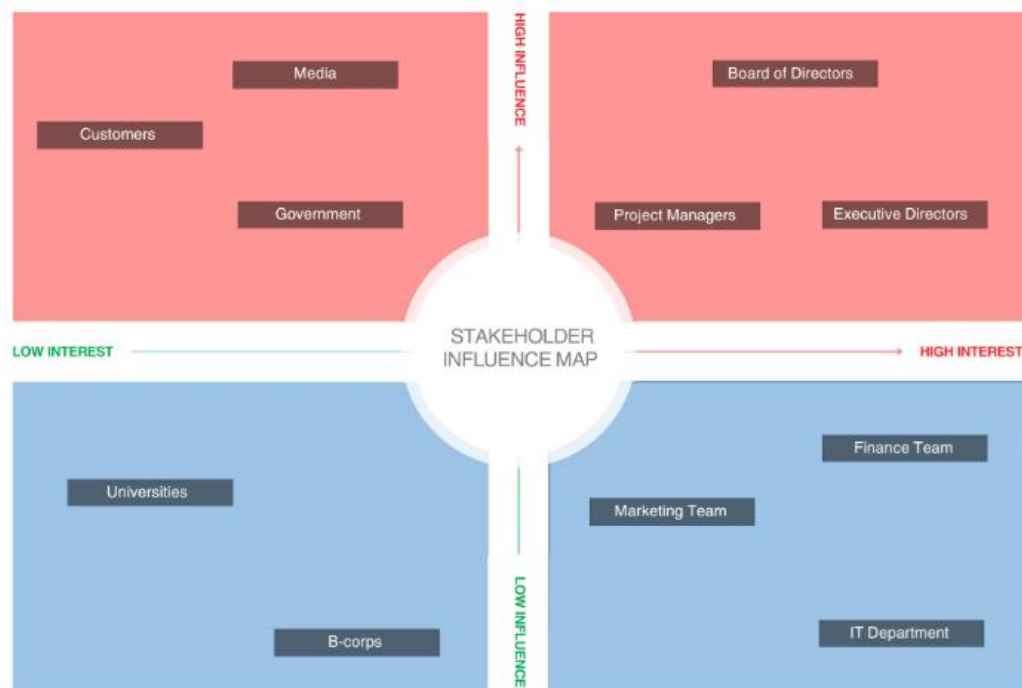 HIGH INFLUENCE
Media
Board of Directors
Customers
Government
Project Managers
Executive Directors
STAKEHOLDER
INFLUENCE MAP
LOW INTEREST
HIGH INTEREST
Finance Team
Universities
Marketing Team
LOW INFLUENCE
B-corps
IT Department